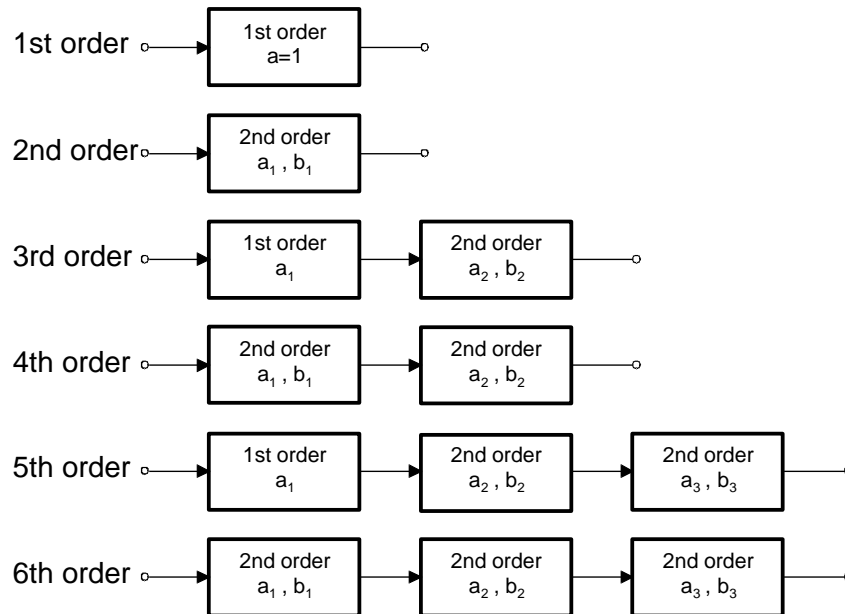 1st order
1st order
a=1
2nd order
2nd order
a₁ , b₁
3rd order
1st order
a₁
2nd order
a₂ , b₂
4th order
2nd order
a₁ , b₁
2nd order
a₂ , b₂
5th order
1st order
a₁
2nd order
a₂ , b₂
2nd order
a₃ , b₃
6th order
2nd order
a₁ , b₁
2nd order
a₂ , b₂
2nd order
a₃ , b₃